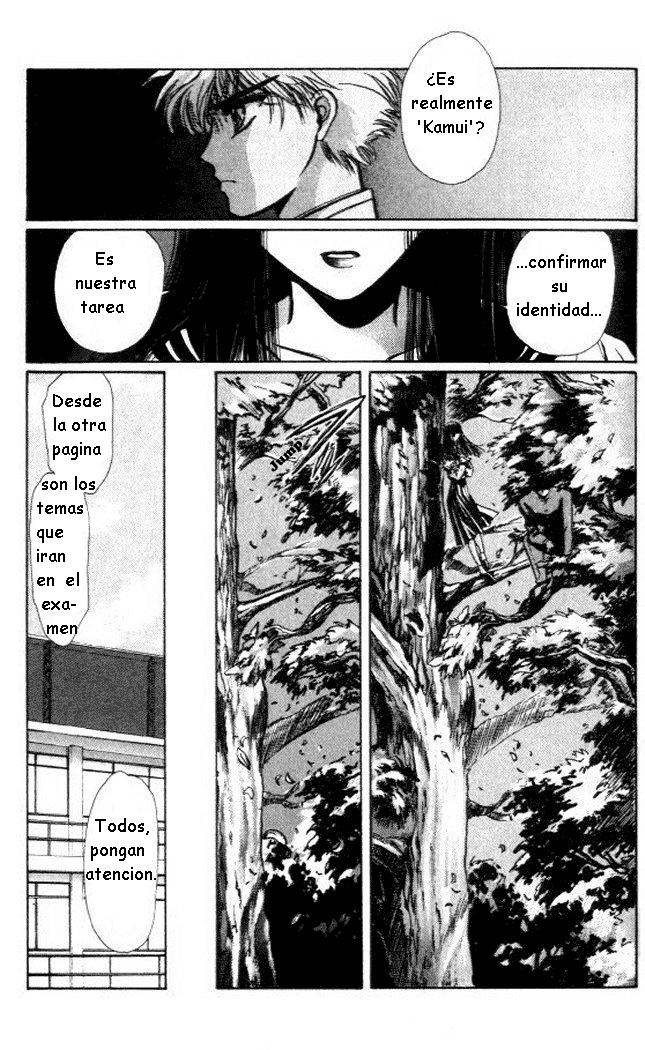 ¿Es
realmente
'Kamui'?
Es
nuestra
tarea
...confirmar
su
identidad...
Jump
Desde
la otra
pagina
son los
temas
que
iran
en el
exa-
men
Todos,
pongan
atencion.